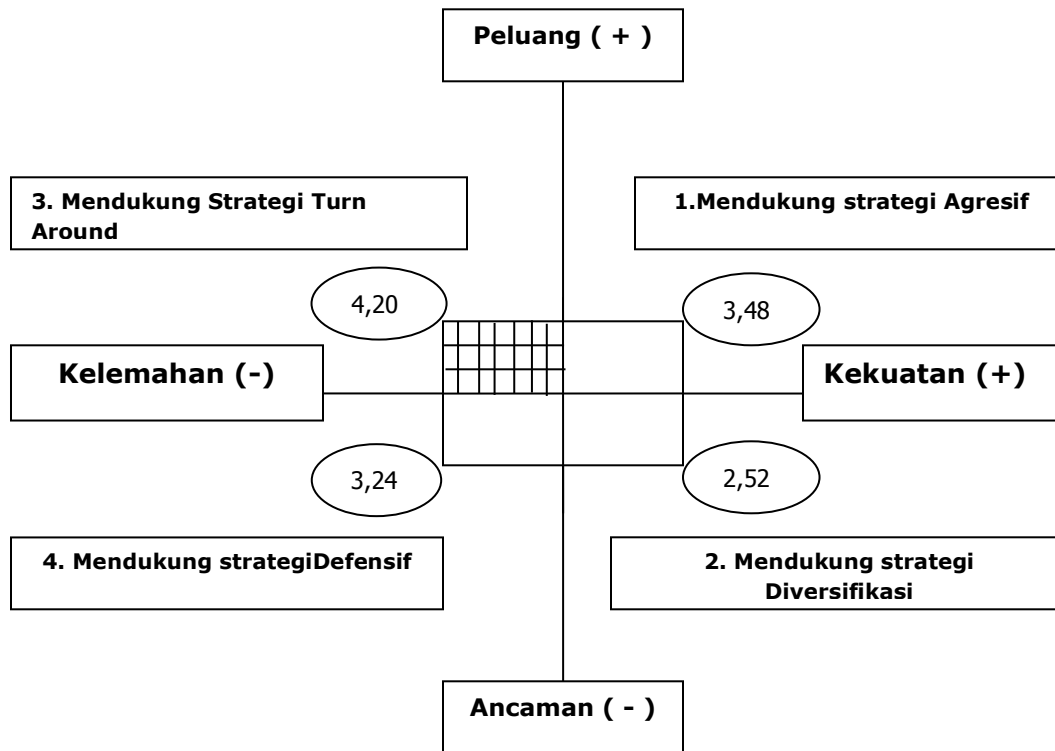 Peluang ( + )
3. Mendukung Strategi Turn
Around
1.Mendukung strategi Agresif
4,20
3,48
Kelemahan (-)
Kekuatan (+)
3,24
2,52
4. Mendukung strategiDefensif
2. Mendukung strategi
Diversifikasi
Ancaman ( - )